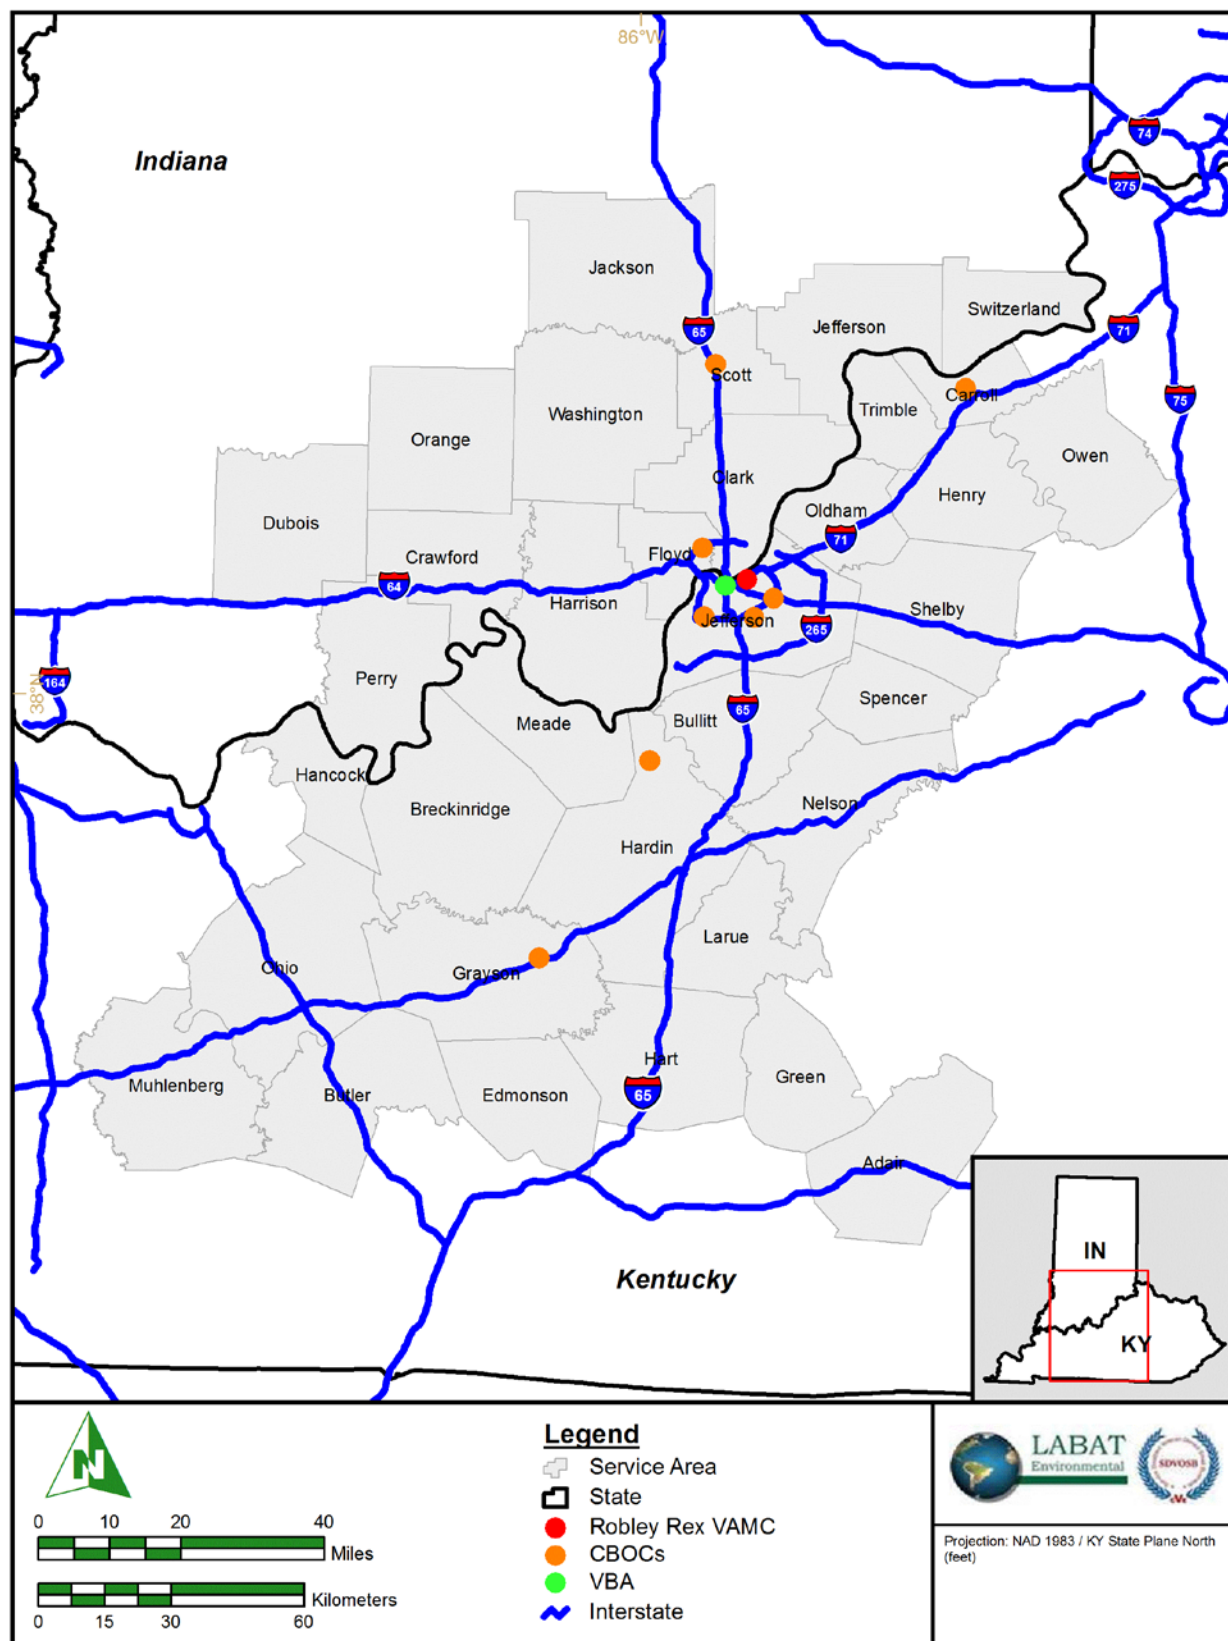 86°W
Indiana
74
275
Jackson
Switzerland
Jefferson
65
71
Scott
Carroll
75
Trimble
Washington
Orange
Owen
Clark
Henry
Oldham
Dubois
71
Floyd
Crawford
64
Harrison
Shelby
Jefferson
265
164
Perry
38°N
Spencer
Meade
Bullitt
65
Hancock
Breckinridge
Nelson
Hardin
Larue
Ohio
Grayson
Hart
Green
Muhlenberg
Butler
Edmonson
65
Adair
Kentucky
IN
KY
N
0 10 20 40
Miles
Kilometers
0 15 30 60
Legend
Service Area
State
Robley Rex VAMC
CBOCs
VBA
Interstate
LABAT
Environmental
SDVOSB
Projection: NAD 1983 / KY State Plane North
(feet)